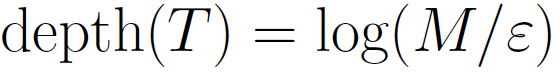 depth(T) = log(M/ε)